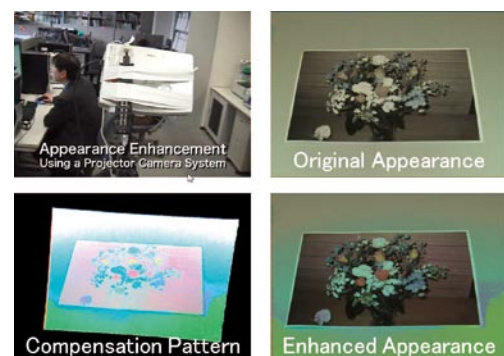 Appearance Enhancement
Using a Projector Camera System
Original Appearance
Compensation Pattern
Enhanced Appearance